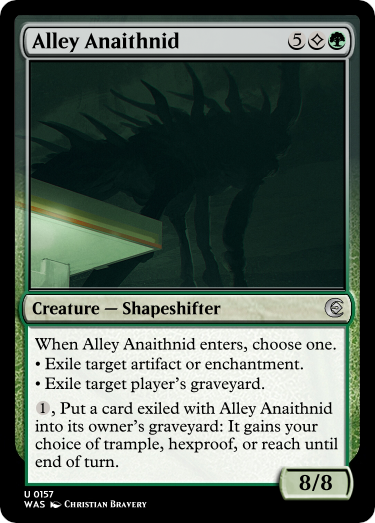 Alley Anaithnid
5
Creature — Shapeshifter
When Alley Anaithnid enters, choose one.
• Exile target artifact or enchantment.
• Exile target player's graveyard.
1, Put a card exiled with Alley Anaithnid
into its owner's graveyard: It gains your
choice of trample, hexproof, or reach until
end of turn.
8/8
U 0157
WAS Christian Bravery